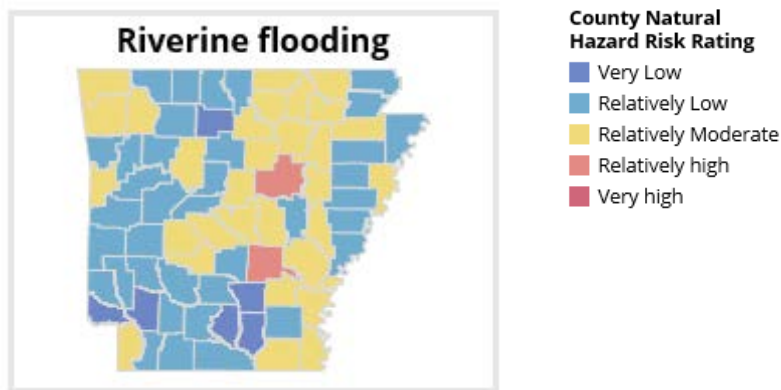 Riverine flooding
County Natural
Hazard Risk Rating
Very Low
Relatively Low
Relatively Moderate
Relatively high
Very high